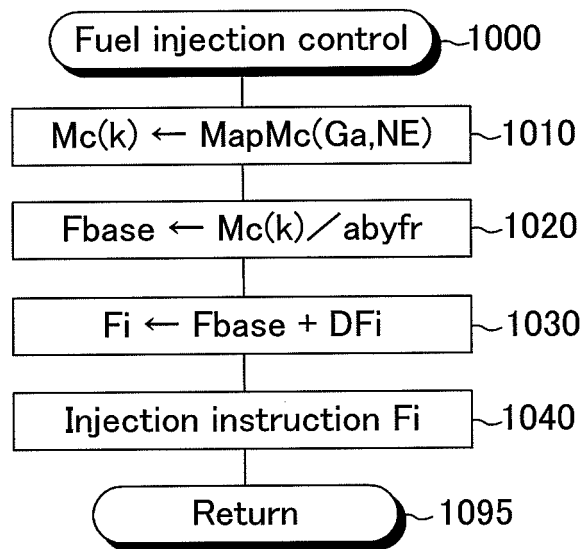 Fuel injection control 1000
Mc(k) ← MapMc(Ga,NE) 1010
Fbase ← Mc(k)／abyfr 1020
Fi ← Fbase + DFi 1030
Injection instruction Fi 1040
Return 1095